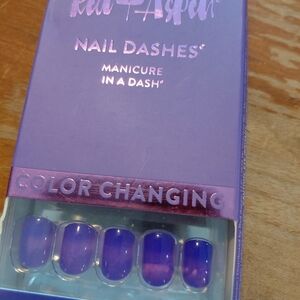 NAIL DASHES
MANICURE
IN A DASH
COLOR CHANGING